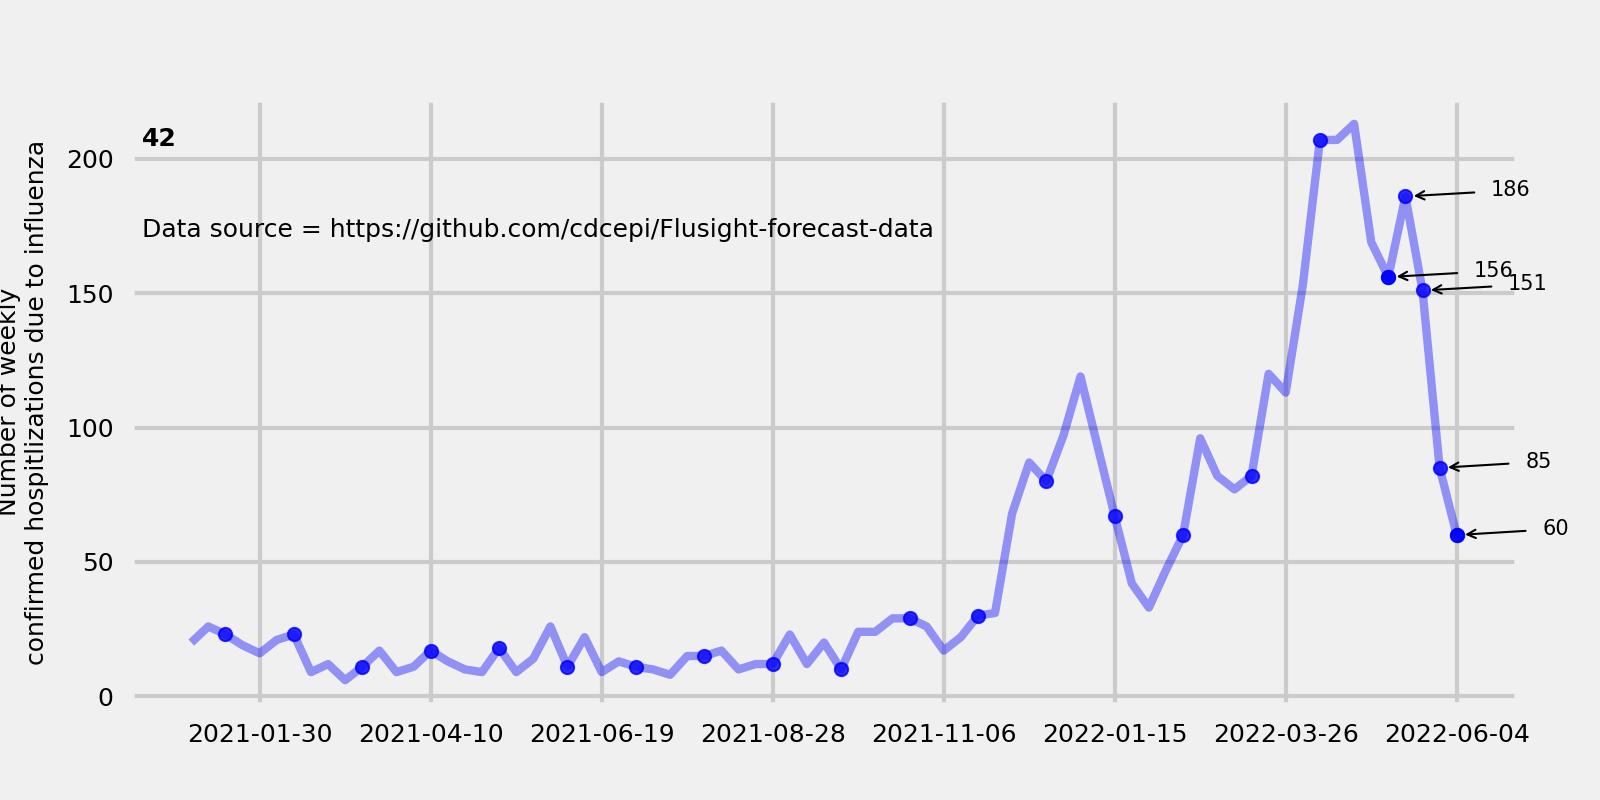 42
Data source = https://github.com/cdcepi/Flusight-forecast-data
Number of weekly
confirmed hospitlizations due to influenza
200
150
100
50
0
186
156
151
85
60
2021-01-30 2021-04-10 2021-06-19 2021-08-28 2021-11-06 2022-01-15 2022-03-26 2022-06-04